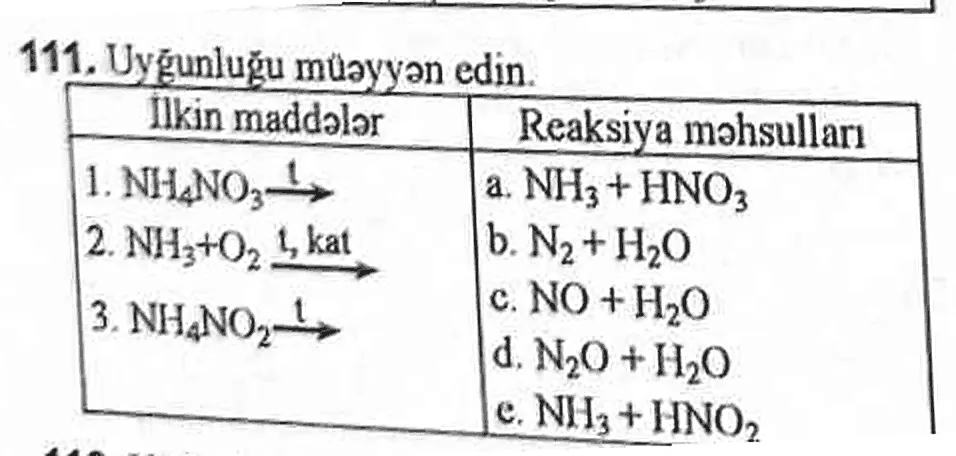 111. Uyğunluğu müəyyən edin.
İlkin maddələr
1. NH₄NO₃ t→
2. NH₃+O₂ t, kat→
3. NH₄NO₂ t→
Reaksiya məhsulları
a. NH₃ + HNO₃
b. N₂ + H₂O
c. NO + H₂O
d. N₂O + H₂O
e. NH₃ + HNO₂